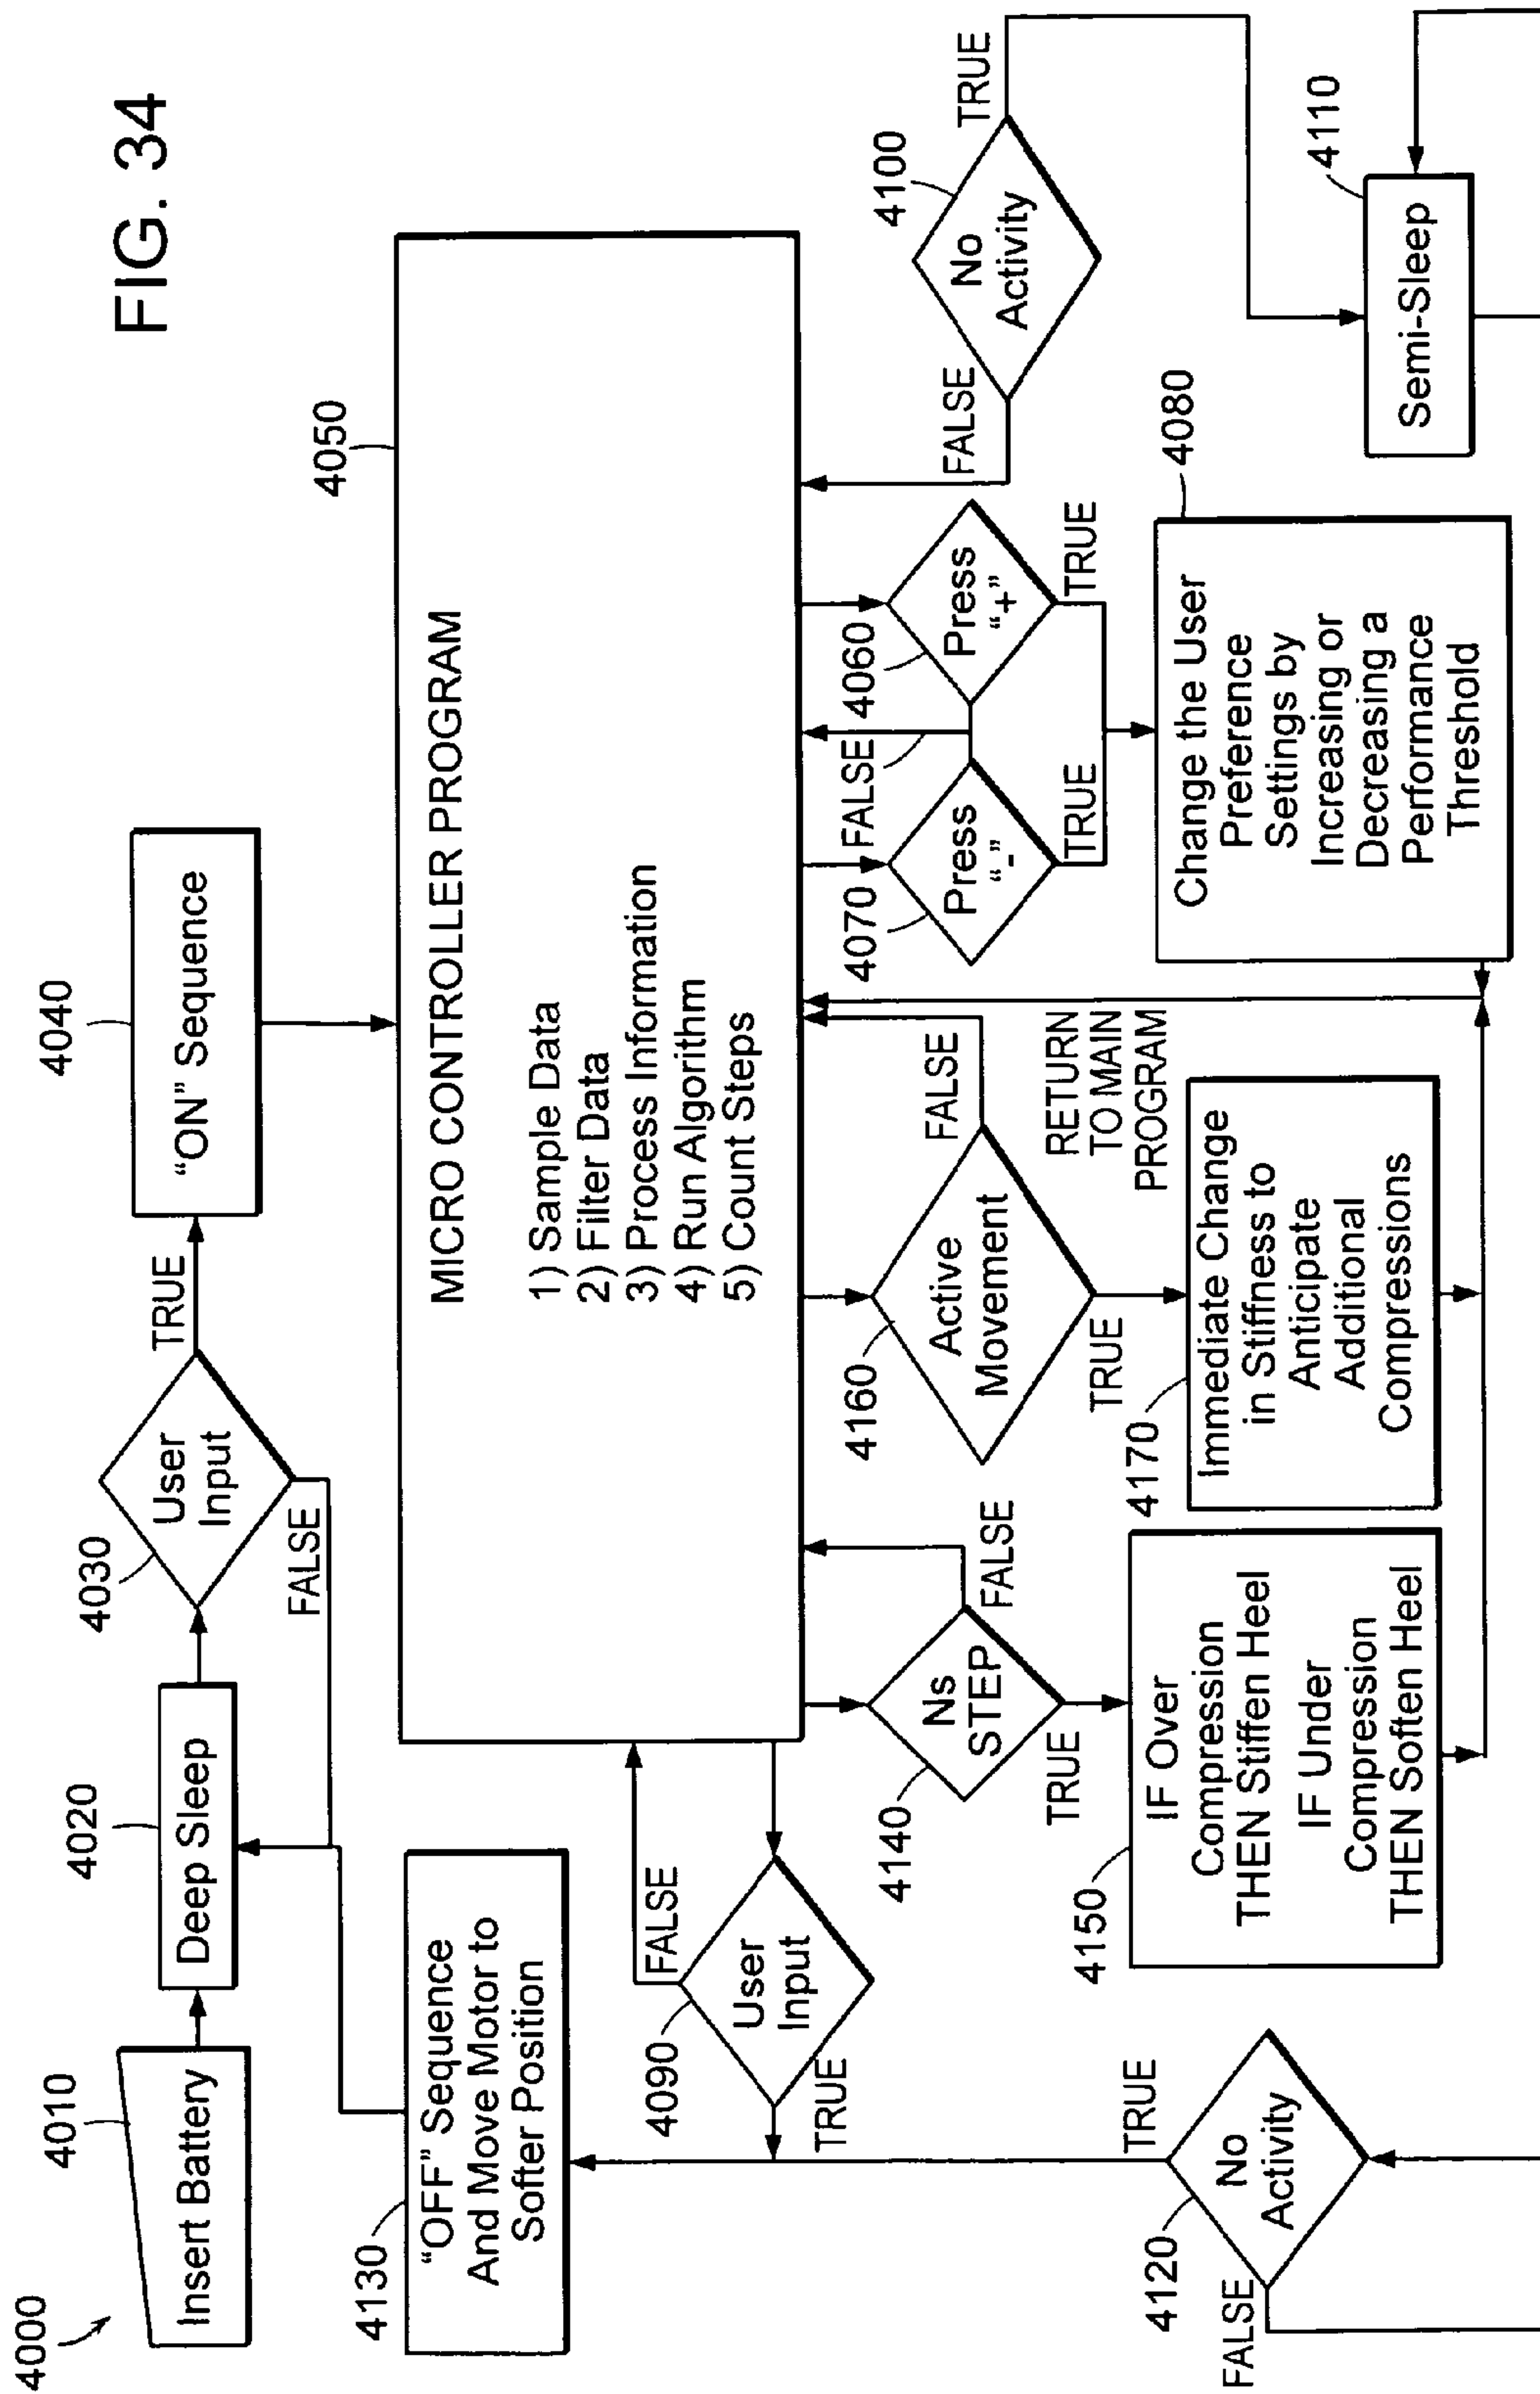 FIG. 34
4000
4010
Insert Battery
4020
Deep Sleep
4030
User
Input
TRUE
FALSE
4040
“ON” Sequence
4130
“OFF” Sequence
And Move Motor to
Softer Position
4050
MICRO CONTROLLER PROGRAM
1) Sample Data
2) Filter Data
3) Process Information
4) Run Algorithm
5) Count Steps
4090
User
Input
FALSE
TRUE
4140
Ns
STEP
FALSE
TRUE
4150
IF Over
Compression
THEN Stiffen Heel
IF Under
Compression
THEN Soften Heel
4160
Active
Movement
FALSE
TRUE
4170
Immediate Change
in Stiffness to
Anticipate
Additional
Compressions
RETURN
TO MAIN
PROGRAM
4070
Press
“-”
FALSE
TRUE
4060
Press
“+”
TRUE
4080
Change the User
Preference
Settings by
Increasing or
Decreasing a
Performance
Threshold
4100
No
Activity
FALSE
TRUE
4110
Semi-Sleep
4120
No
Activity
TRUE
FALSE